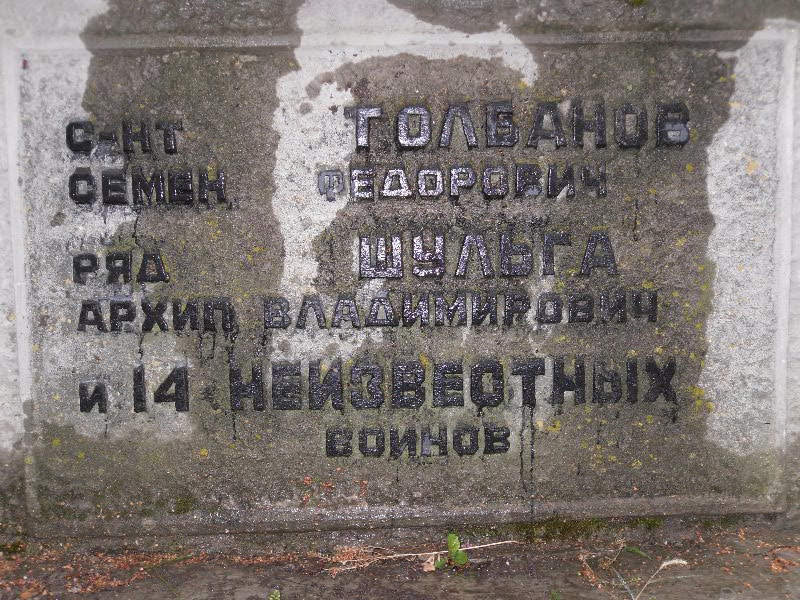 С-НТ ГОЛБАНОВ
СЕМЕН ФЕДОРОВИЧ
РЯД ШУЛЬГА
АРХИП ВЛАДИМИРОВИЧ
И 14 НЕИЗВЕСТНЫХ
ВОИНОВ